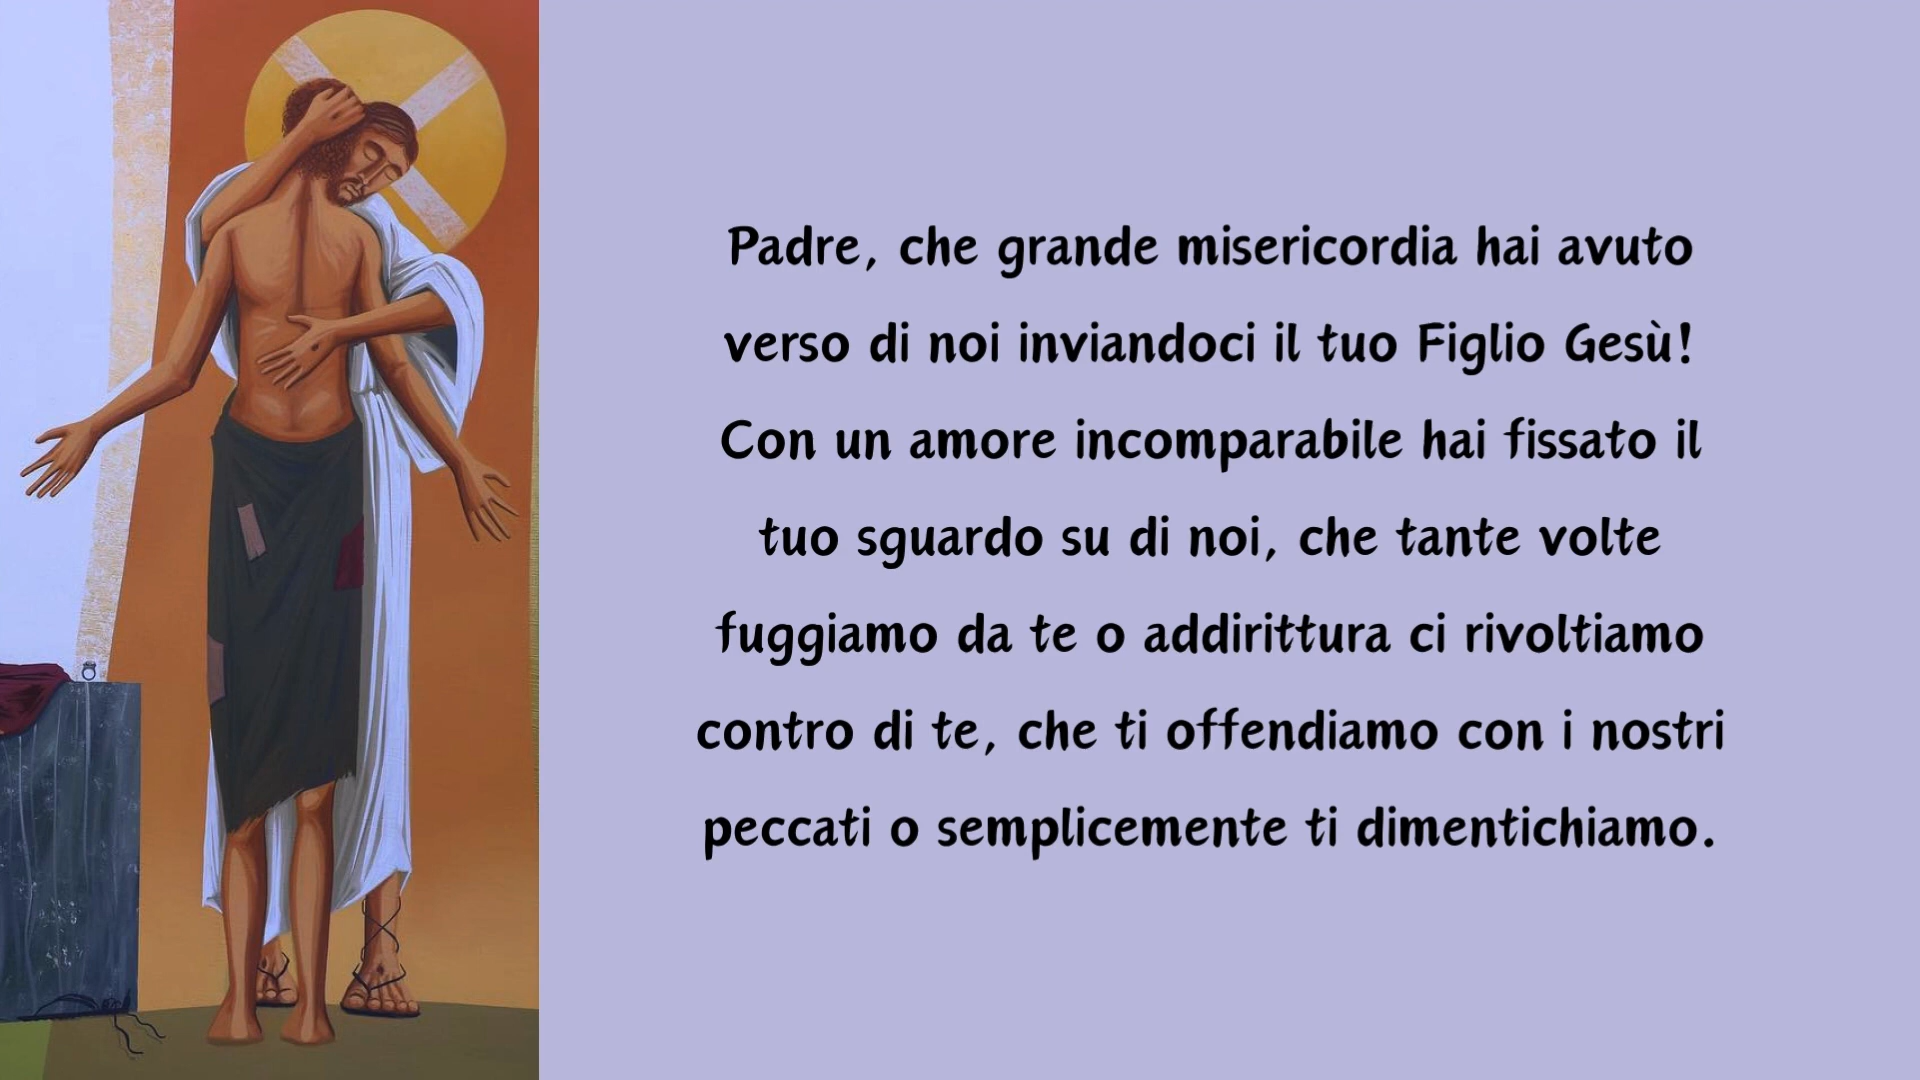 Padre, che grande misericordia hai avuto
verso di noi inviandoci il tuo Figlio Gesù!
Con un amore incomparabile hai fissato il
tuo sguardo su di noi, che tante volte
fuggiamo da te o addirittura ci rivoltiamo
contro di te, che ti offendiamo con i nostri
peccati o semplicemente ti dimentichiamo.